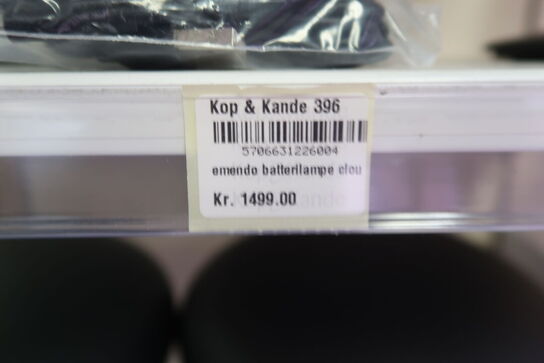 Kop & Kande 396
5706631226004
emendo batterilampe clou
Kr. 1499.00